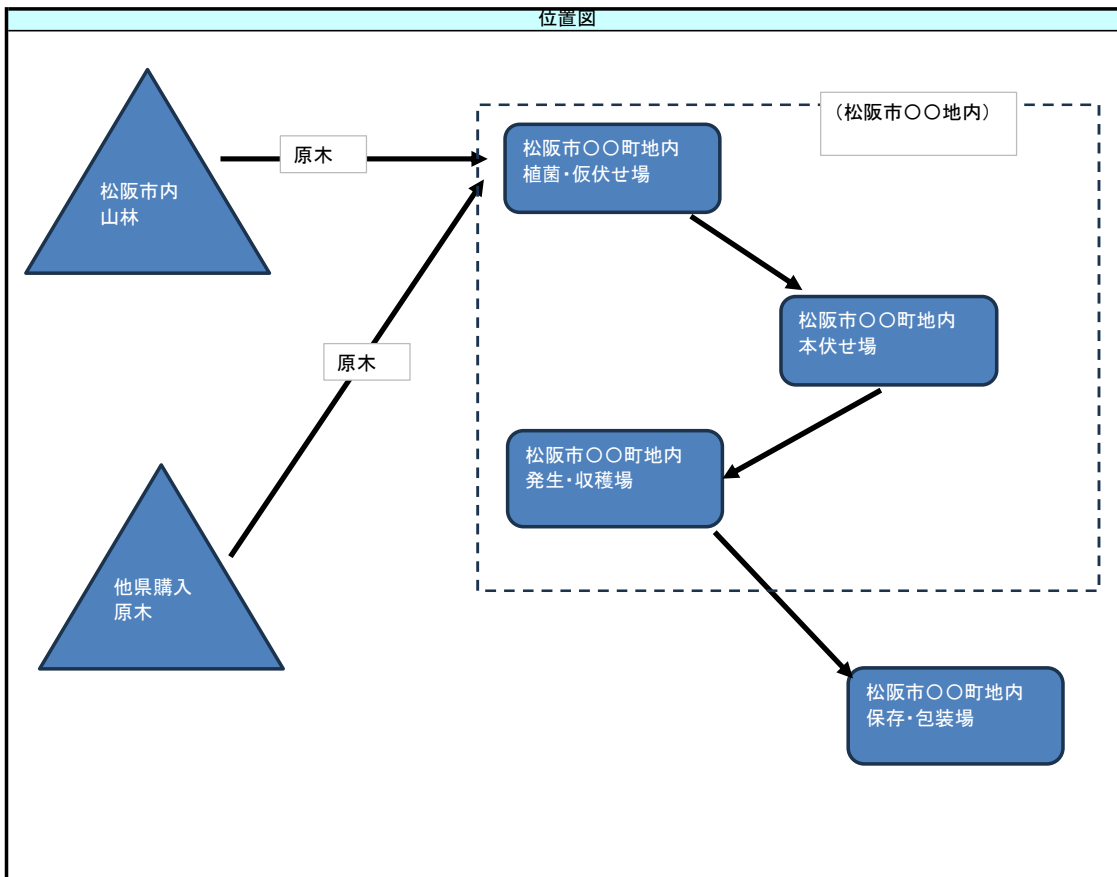 位置図
(松阪市〇〇地内)
原木
松阪市〇〇町地内
植菌・仮伏せ場
松阪市内
山林
松阪市〇〇町地内
本伏せ場
原木
松阪市〇〇町地内
発生・収穫場
他県購入
原木
松阪市〇〇町地内
保存・包装場